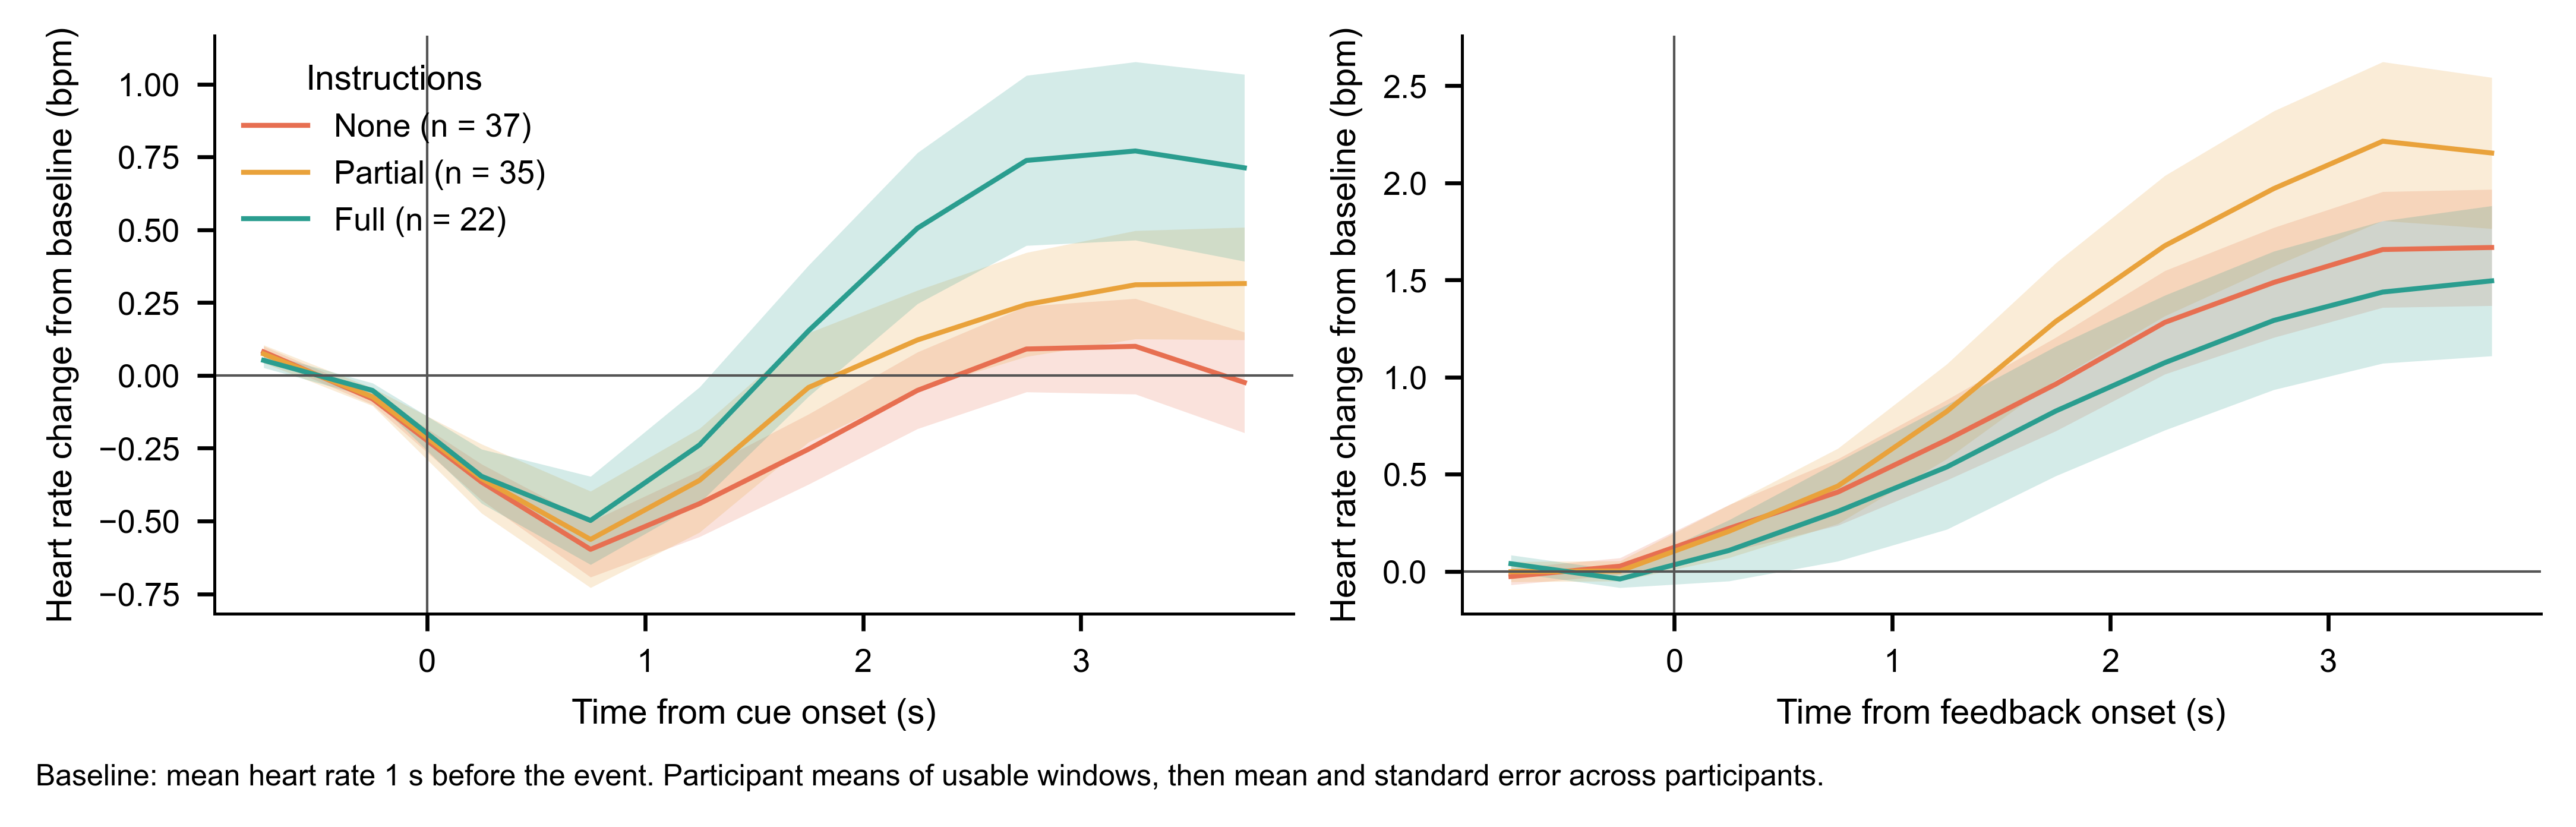 Heart rate change from baseline (bpm)
1.00
0.75
0.50
0.25
0.00
−0.25
−0.50
−0.75
Instructions
None (n = 37)
Partial (n = 35)
Full (n = 22)
0
1
2
3
Time from cue onset (s)
Heart rate change from baseline (bpm)
2.5
2.0
1.5
1.0
0.5
0.0
0
1
2
3
Time from feedback onset (s)
Baseline: mean heart rate 1 s before the event. Participant means of usable windows, then mean and standard error across participants.